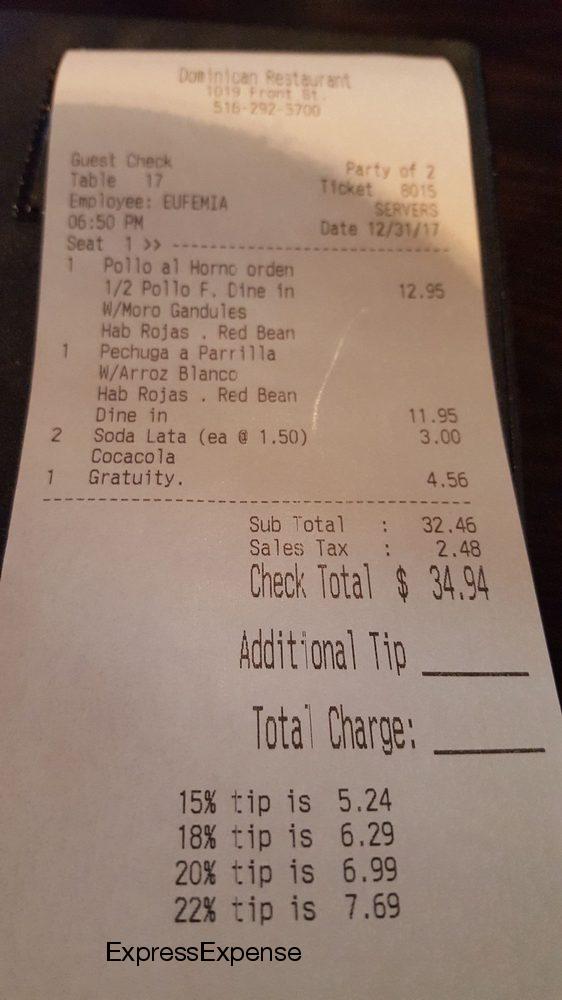 Dominican Restaurant
1019 Front St.
516-292-3700
Guest Check
Party of 2
Table 17
Ticket 8015
Employee: EUFEMIA
SERVERS
06:50 PM
Date 12/31/17
Seat 1 >> --------------------------------
1 Pollo al Horno orden
1/2 Pollo F. Dine in 12.95
W/Moro Gandules
Hab Rojas . Red Bean
1 Pechuga a Parrilla
W/Arroz Blanco
Hab Rojas . Red Bean
Dine in 11.95
2 Soda Lata (ea @ 1.50) 3.00
Cocacola
1 Gratuity. 4.56
------------------------------------------
Sub Total : 32.46
Sales Tax : 2.48
Check Total $ 34.94
Additional Tip ______
Total Charge: ______
15% tip is 5.24
18% tip is 6.29
20% tip is 6.99
22% tip is 7.69
ExpressExpense